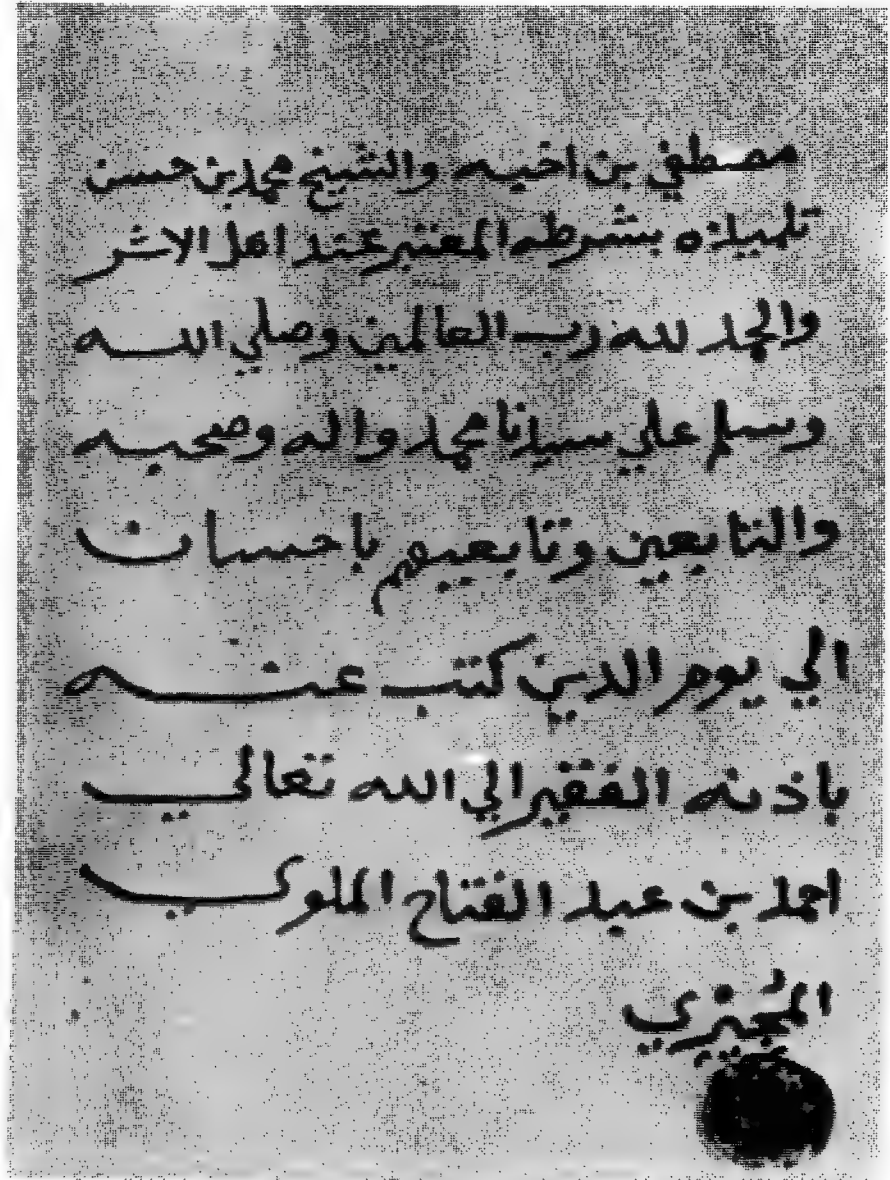 مصطفي بن اخيه والشيخ محمد بن حسن
تلميذه بشرطه المعتبر عند اهل الاثر
والحمد لله رب العالمين وصلي الله
وسلم علي سيدنا محمد واله وصحبه
والتابعين وتابعيهم باحسان
الي يوم الدين كتب عنه
باذنه الفقير الي الله تعالي
احمد بن عبد الفتاح الملوي
المجيزي